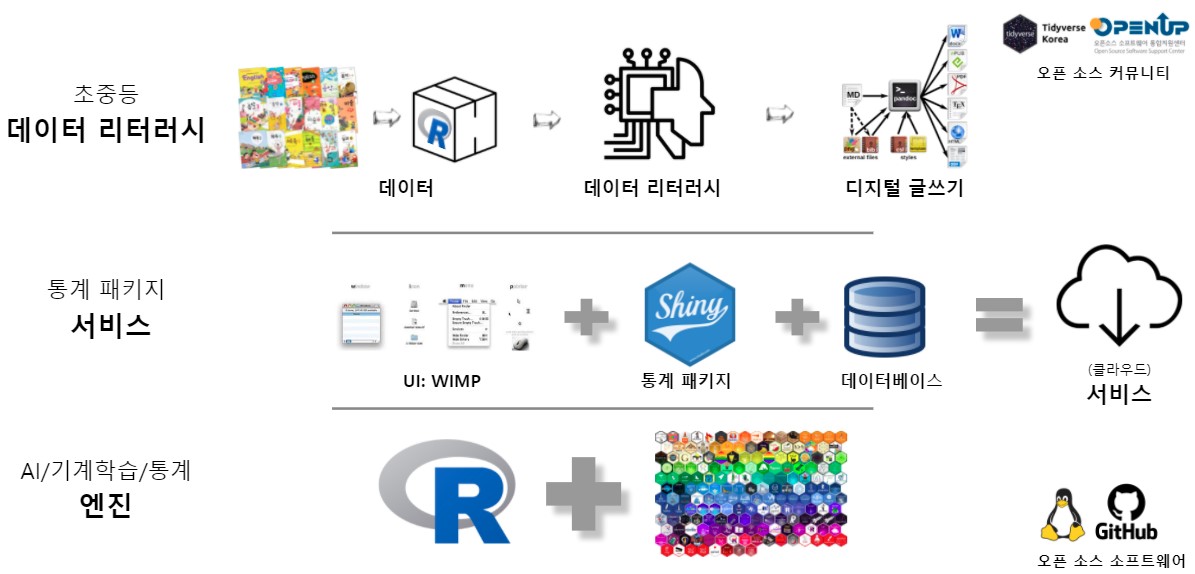 tidyverse
Tidyverse
Korea
OPENUP
오픈소스 소프트웨어 통합지원센터
Open Source Software Support Center
오픈 소스 커뮤니티
초중등
데이터 리터러시
English
R
데이터
데이터 리터러시
MD
pandoc
external files
styles
PDF
TEX
HTML
디지털 글쓰기
통계 패키지
서비스
UI: WIMP
Shiny
통계 패키지
데이터베이스
(클라우드)
서비스
AI/기계학습/통계
엔진
R
GitHub
오픈 소스 소프트웨어